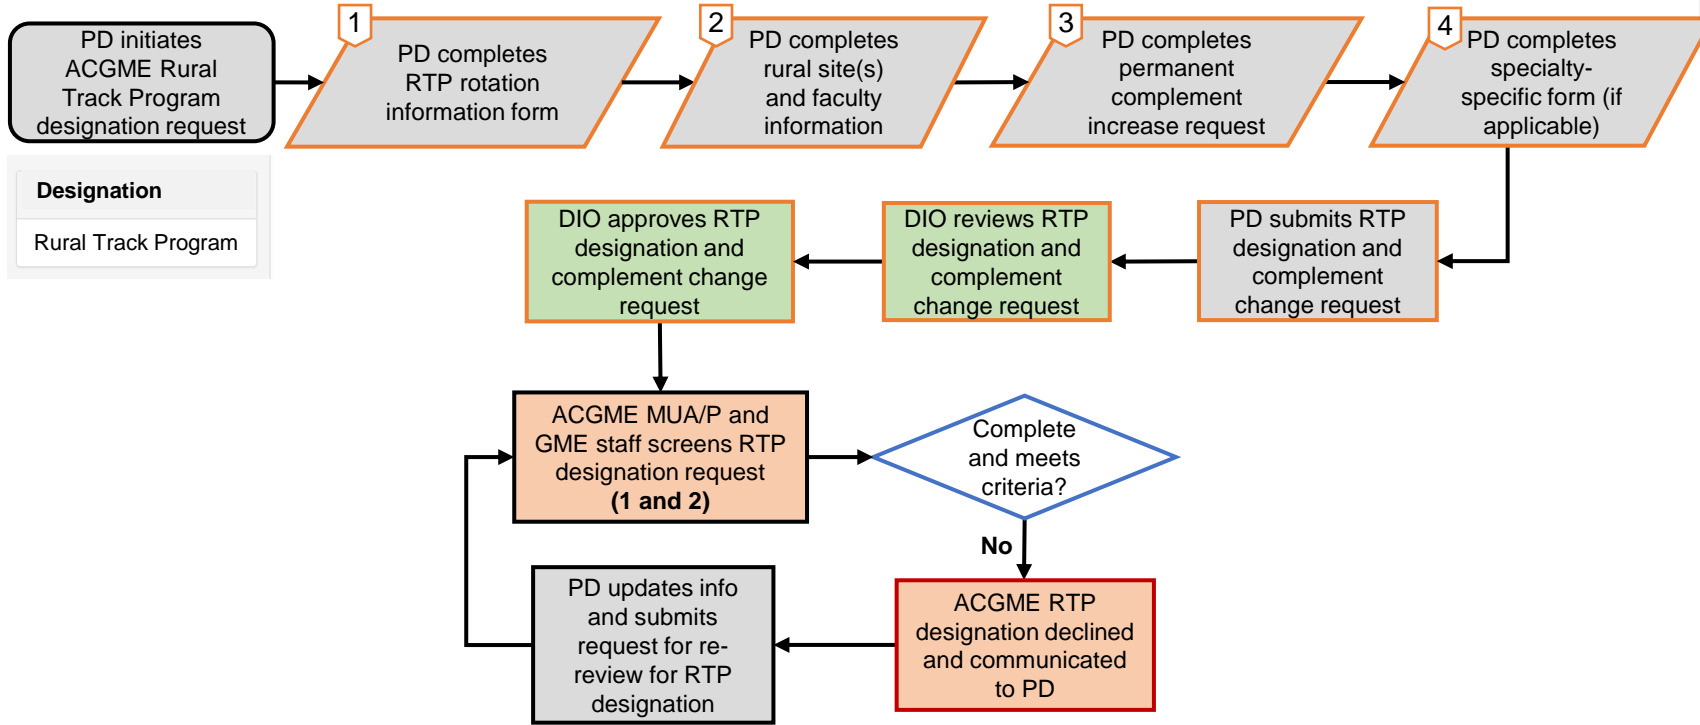 PD initiates
ACGME Rural
Track Program
designation request
1
PD completes
RTP rotation
information form
2
PD completes
rural site(s)
and faculty
information
3
PD completes
permanent
complement
increase request
4
PD completes
specialty-
specific form (if
applicable)
Designation
Rural Track Program
PD submits RTP
designation and
complement
change request
DIO reviews RTP
designation and
complement
change request
DIO approves RTP
designation and
complement change
request
ACGME MUA/P and
GME staff screens RTP
designation request
(1 and 2)
Complete
and meets
criteria?
No
ACGME RTP
designation declined
and communicated
to PD
PD updates info
and submits
request for re-
review for RTP
designation